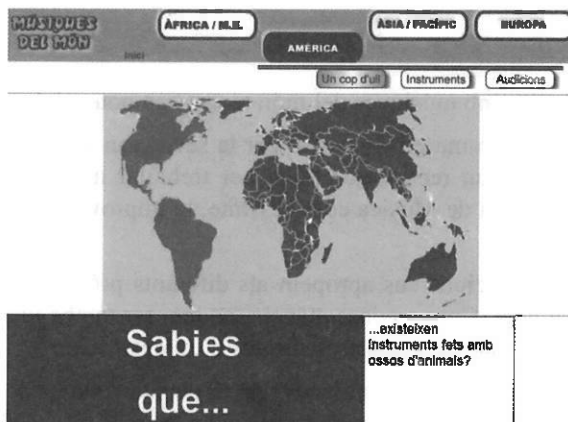 MÚSIQUES
DEL MÓN
Inici
ÀFRICA / M.E.
AMÈRICA
ÀSIA / PACÍFIC
EUROPA
Un cop d'ull
Instruments
Audicions
Sabies
que...
...existeixen
instruments fets amb
ossos d'animals?